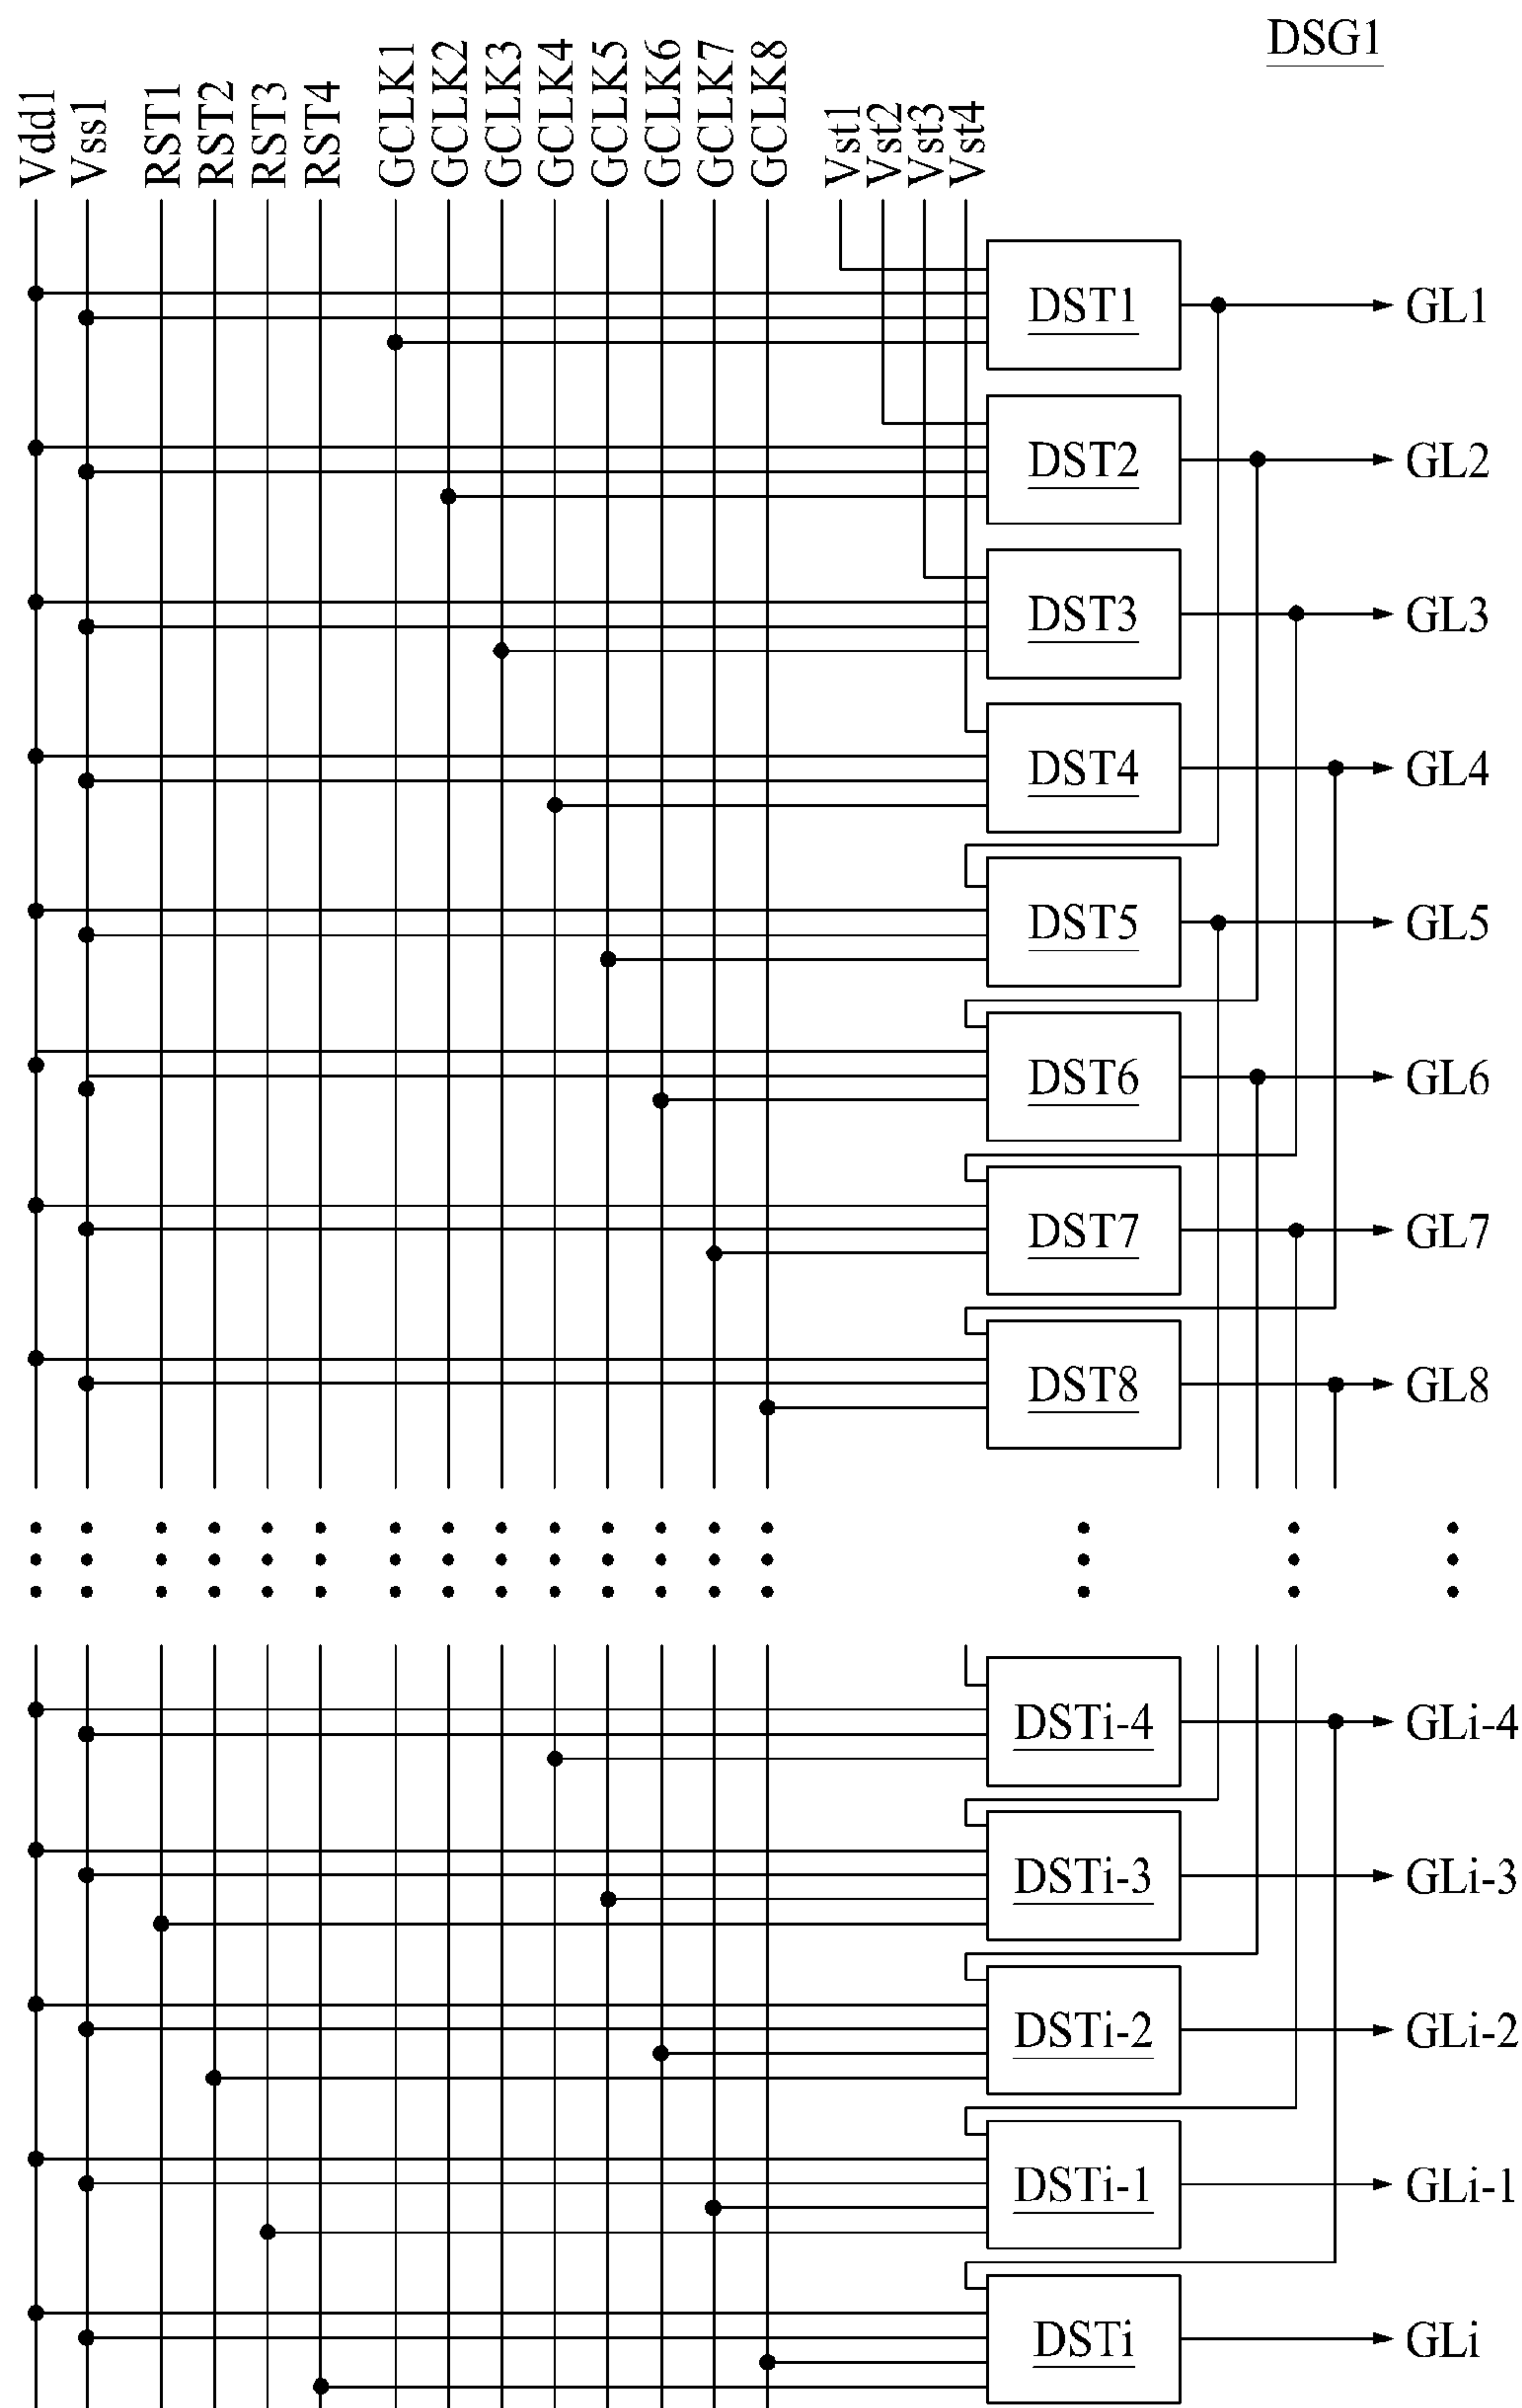 DSG1
Vdd1
Vss1
RST1
RST2
RST3
RST4
GCLK1
GCLK2
GCLK3
GCLK4
GCLK5
GCLK6
GCLK7
GCLK8
Vst1
Vst2
Vst3
Vst4
DST1 GL1
DST2 GL2
DST3 GL3
DST4 GL4
DST5 GL5
DST6 GL6
DST7 GL7
DST8 GL8
DSTi-4 GLi-4
DSTi-3 GLi-3
DSTi-2 GLi-2
DSTi-1 GLi-1
DSTi GLi